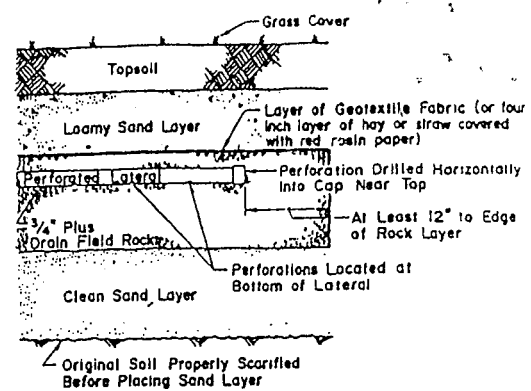 Grass Cover
Topsoil
Layer of Geotextile Fabric (or four
inch layer of hay or straw covered
with red rosin paper)
Loamy Sand Layer
Perforation Drilled Horizontally
Into Cap Near Top
Perforated Lateral
At Least 12" to Edge
of Rock Layer
3/4" Plus
Drain Field Rock
Perforations Located at
Bottom of Lateral
Clean Sand Layer
Original Soil Properly Scarified
Before Placing Sand Layer